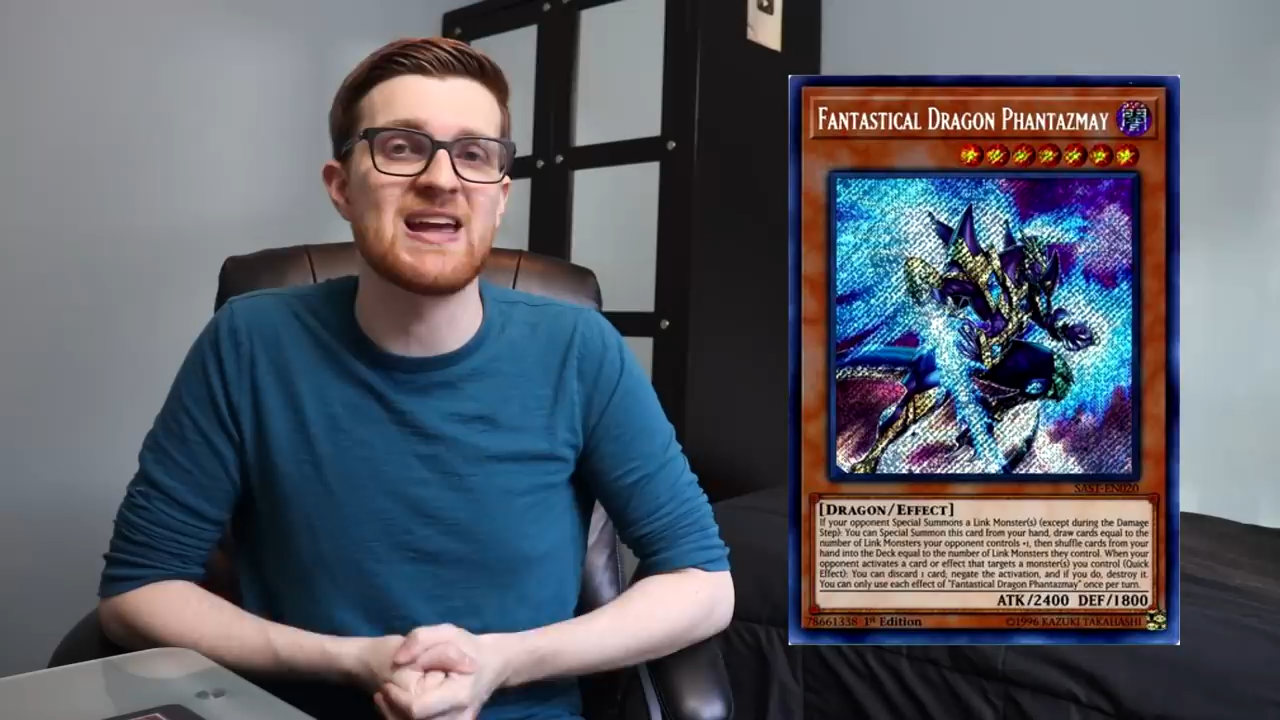 FANTASTICAL DRAGON PHANTAZMAY
SAST-EN020
[DRAGON/EFFECT]
If your opponent Special Summons a Link Monster(s) (except during the Damage
Step): You can Special Summon this card from your hand, draw cards equal to the
number of Link Monsters your opponent controls +1, then shuffle cards from your
hand into the Deck equal to the number of Link Monsters they control. When your
opponent activates a card or effect that targets a monster(s) you control (Quick
Effect): You can discard 1 card; negate the activation, and if you do, destroy it.
You can only use each effect of "Fantastical Dragon Phantazmay" once per turn.
ATK/2400 DEF/1800
78661338 1st Edition ©1996 KAZUKI TAKAHASHI